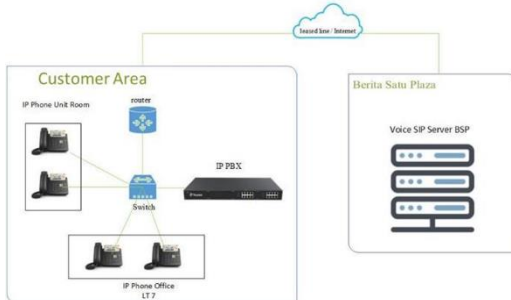 leased line / Internet
Customer Area
Berita Satu Plaza
IP Phone Unit Room
router
Voice SIP Server BSP
IP PBX
Switch
IP Phone Office
LT 7